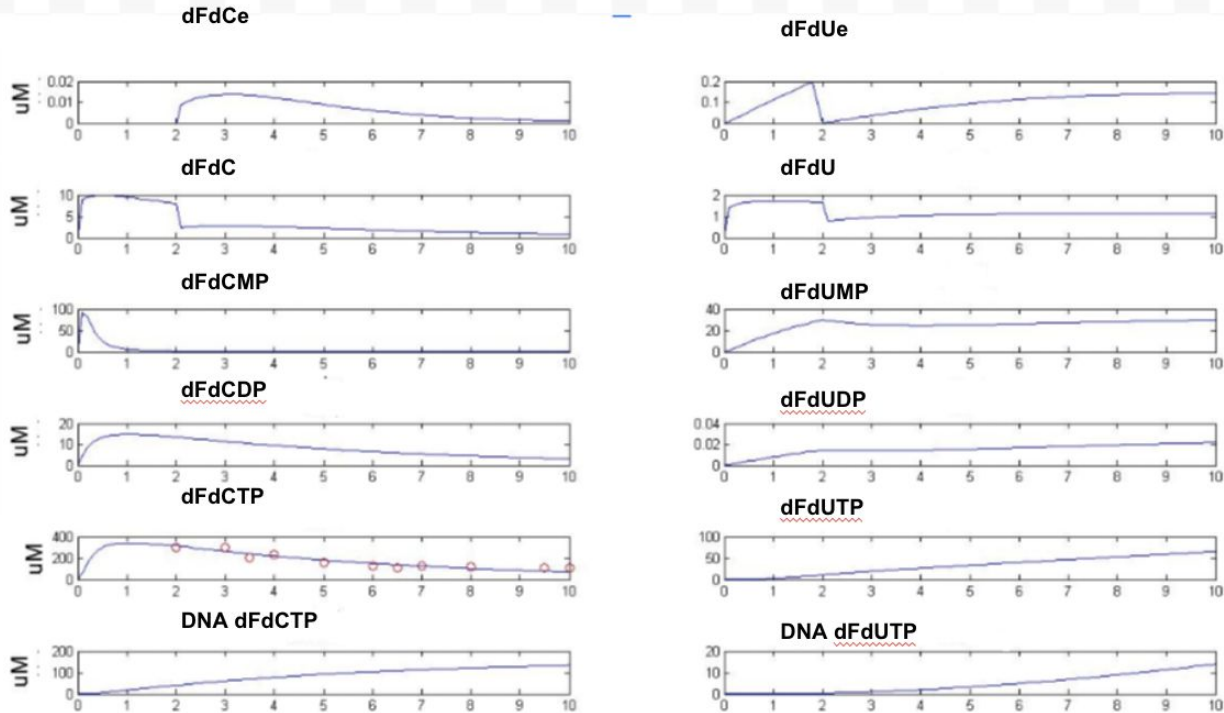 dFdCe
uM
0.02
0.01
0
0 1 2 3 4 5 6 7 8 9 10
dFdC
uM
10
5
0
0 1 2 3 4 5 6 7 8 9 10
dFdCMP
uM
100
50
0
0 1 2 3 4 5 6 7 8 9 10
dFdCDP
uM
20
10
0
0 1 2 3 4 5 6 7 8 9 10
dFdCTP
uM
400
200
0
0 1 2 3 4 5 6 7 8 9 10
DNA dFdCTP
uM
200
100
0
0 1 2 3 4 5 6 7 8 9 10
dFdUe
0.2
0.1
0
0 1 2 3 4 5 6 7 8 9 10
dFdU
2
1
0
0 1 2 3 4 5 6 7 8 9 10
dFdUMP
40
20
0
0 1 2 3 4 5 6 7 8 9 10
dFdUDP
0.04
0.02
0
0 1 2 3 4 5 6 7 8 9 10
dFdUTP
100
50
0
0 1 2 3 4 5 6 7 8 9 10
DNA dFdUTP
20
10
0
0 1 2 3 4 5 6 7 8 9 10